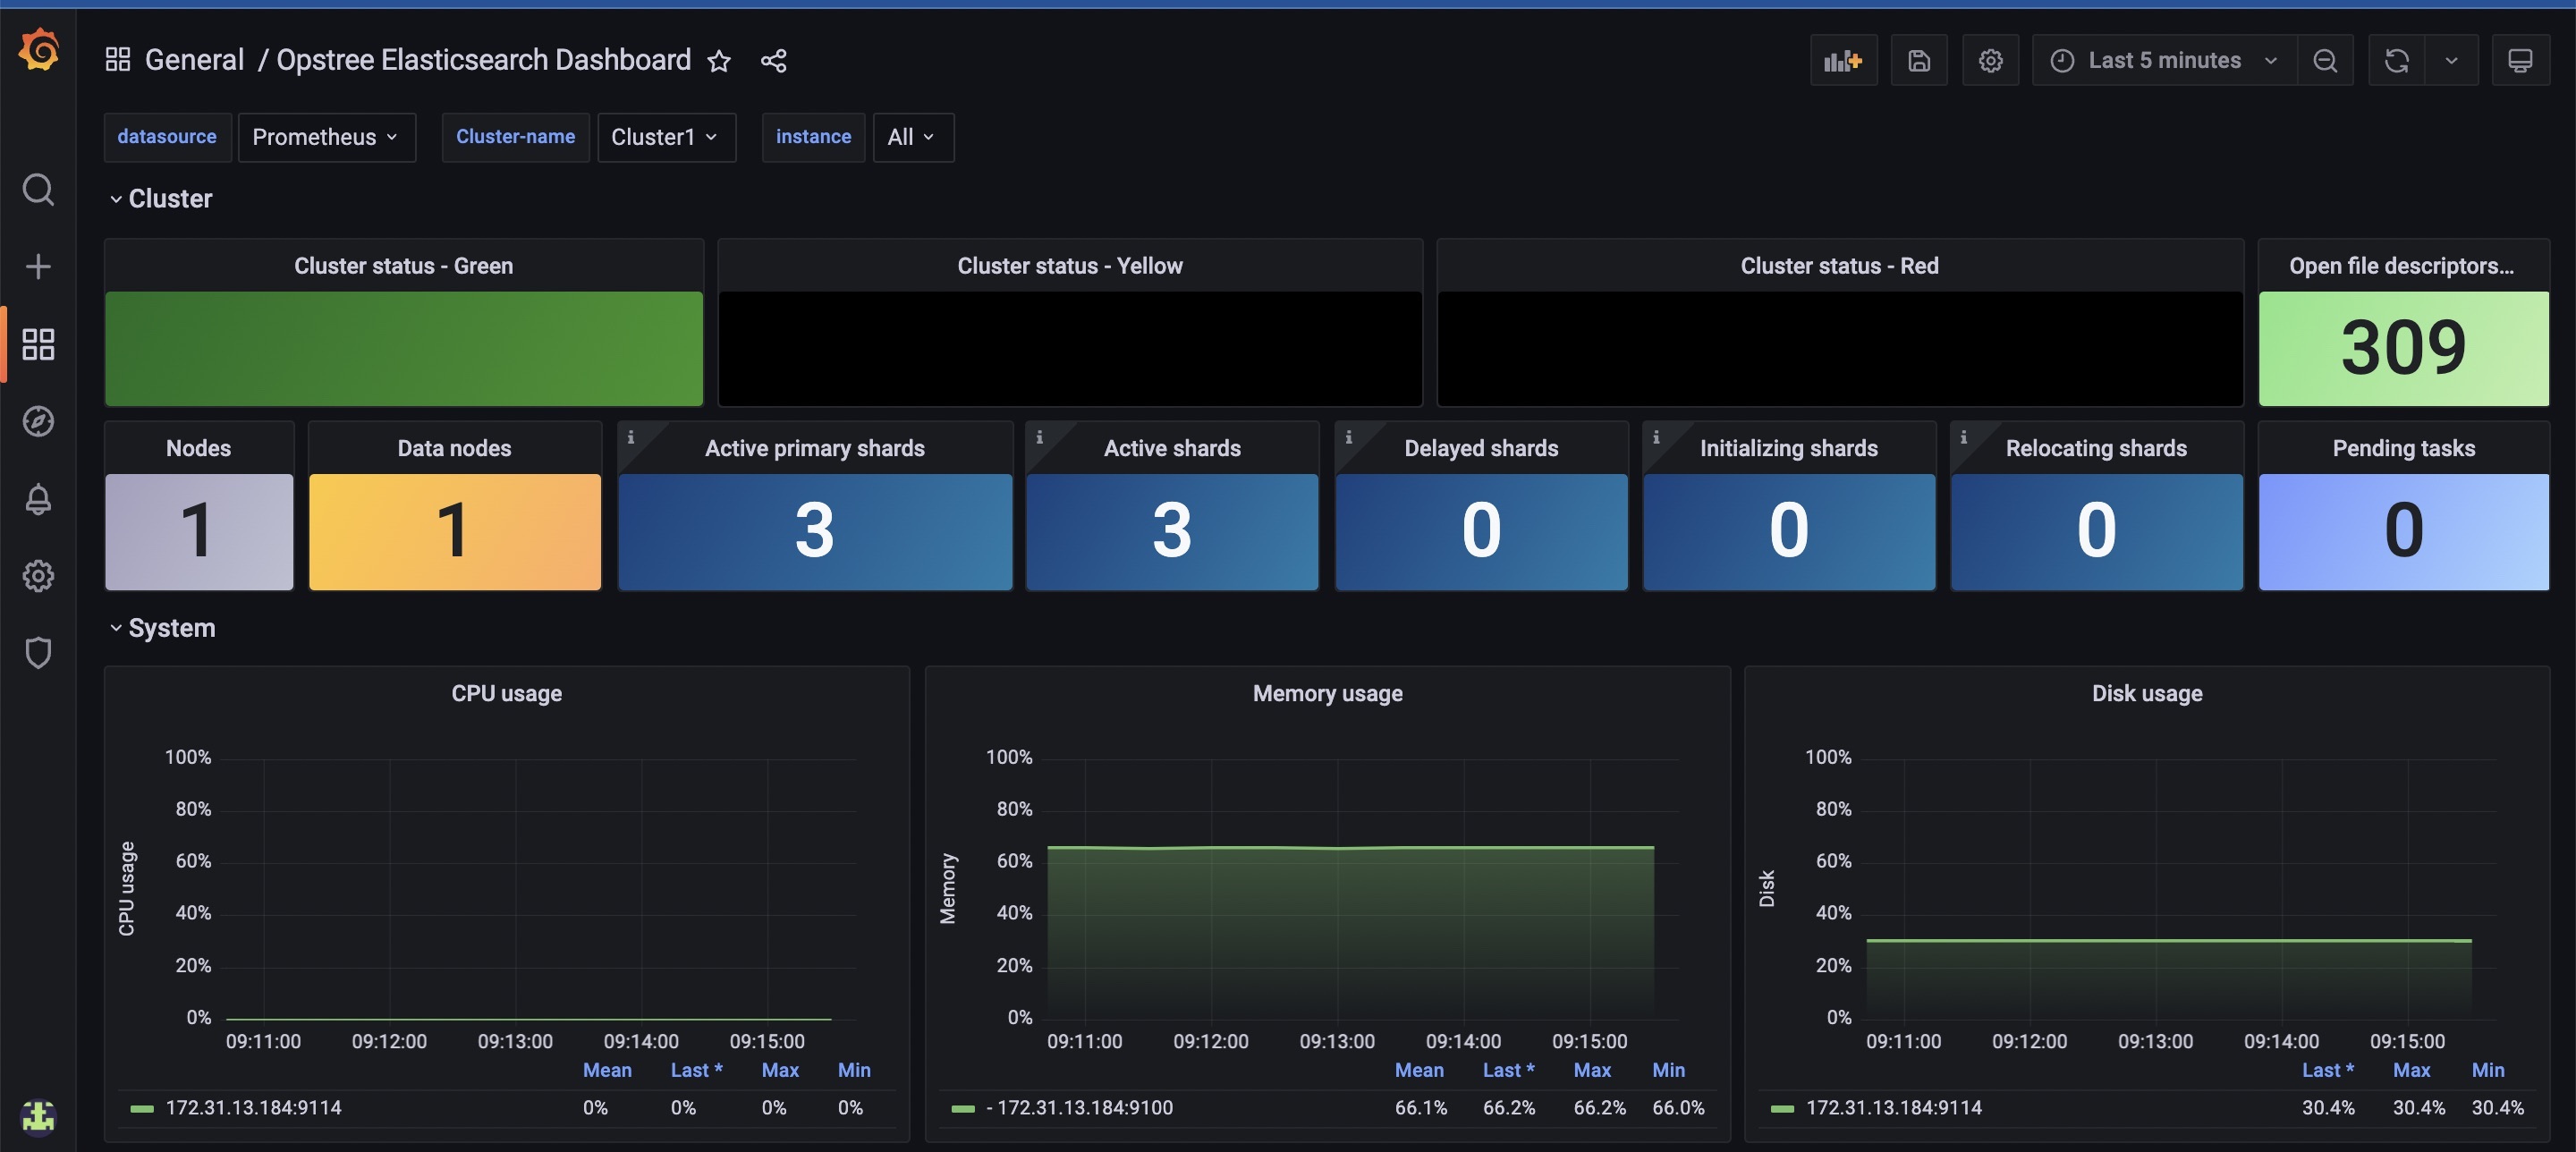 General / Opstree Elasticsearch Dashboard
Last 5 minutes
datasource Prometheus Cluster-name Cluster1 instance All
Cluster
Cluster status - Green Cluster status - Yellow Cluster status - Red Open file descriptors...
309
Nodes Data nodes Active primary shards Active shards Delayed shards Initializing shards Relocating shards Pending tasks
1 1 3 3 0 0 0 0
System
CPU usage
100%
80%
60%
40%
20%
0%
CPU usage
09:11:00 09:12:00 09:13:00 09:14:00 09:15:00
Mean Last * Max Min
172.31.13.184:9114 0% 0% 0% 0%
Memory usage
100%
80%
60%
40%
20%
0%
Memory
09:11:00 09:12:00 09:13:00 09:14:00 09:15:00
Mean Last * Max Min
- 172.31.13.184:9100 66.1% 66.2% 66.2% 66.0%
Disk usage
100%
80%
60%
40%
20%
0%
Disk
09:11:00 09:12:00 09:13:00 09:14:00 09:15:00
Last * Max Min
172.31.13.184:9114 30.4% 30.4% 30.4%